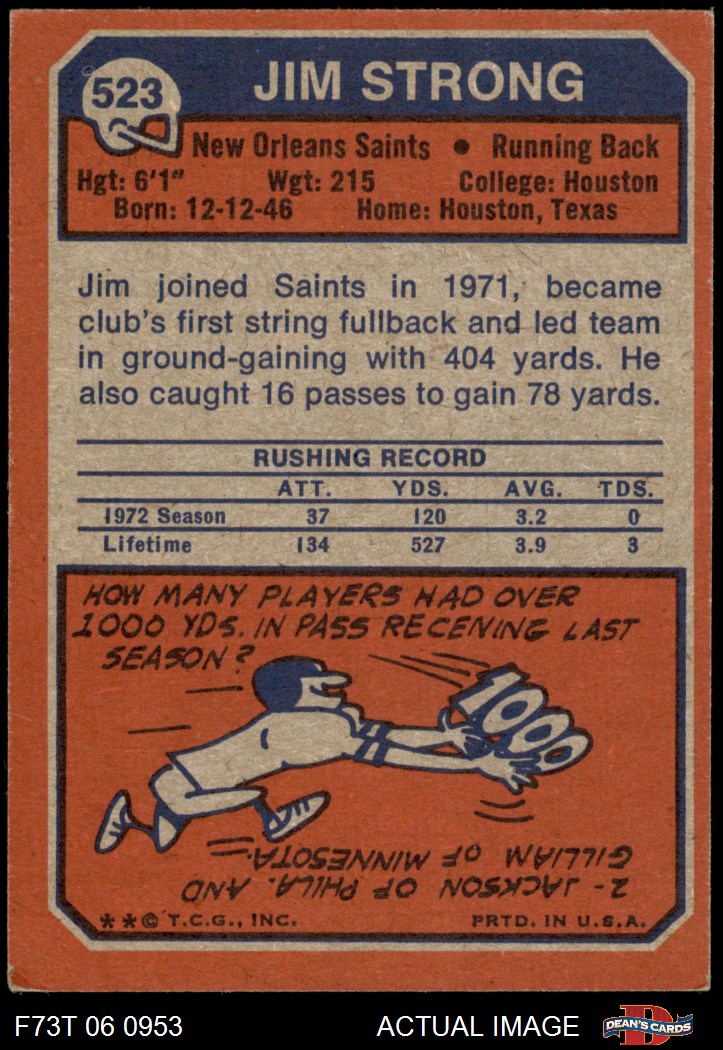 523
JIM STRONG
New Orleans Saints • Running Back
Hgt: 6'1" Wgt: 215 College: Houston
Born: 12-12-46 Home: Houston, Texas
Jim joined Saints in 1971, became
club's first string fullback and led team
in ground-gaining with 404 yards. He
also caught 16 passes to gain 78 yards.
RUSHING RECORD
ATT. YDS. AVG. TDS.
1972 Season 37 120 3.2 0
Lifetime 134 527 3.9 3
HOW MANY PLAYERS HAD OVER
1000 YDS. IN PASS RECEIVING LAST
SEASON?
1000
2- JACKSON OF PHILA. AND
GILLIAM OF MINNESOTA.
**© T.C.G., INC. PRTD. IN U.S.A.
F73T 06 0953 ACTUAL IMAGE D DEAN'S CARDS